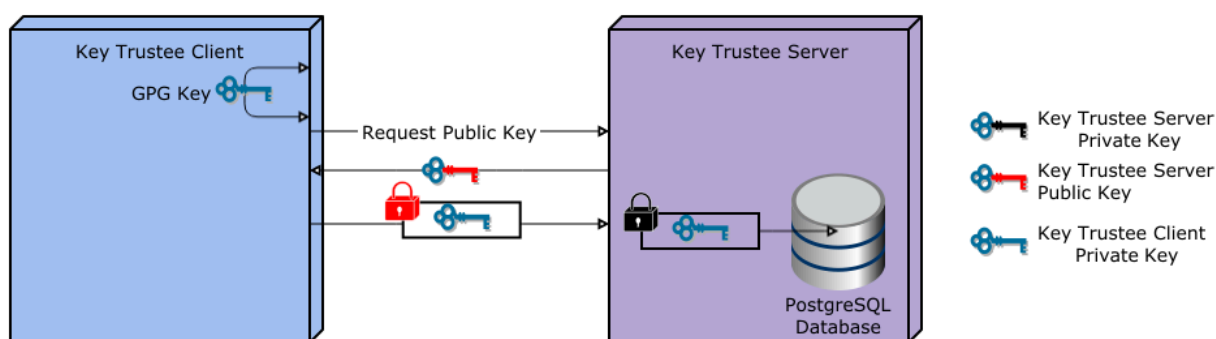 Key Trustee Client
GPG Key
Request Public Key
Key Trustee Server
PostgreSQL
Database
Key Trustee Server
Private Key
Key Trustee Server
Public Key
Key Trustee Client
Private Key